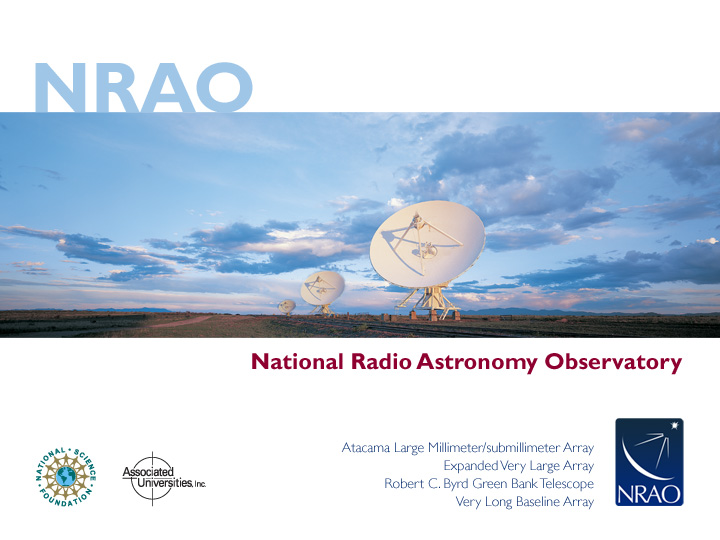 NRAO
National Radio Astronomy Observatory
Atacama Large Millimeter/submillimeter Array
Expanded Very Large Array
Robert C. Byrd Green Bank Telescope
Very Long Baseline Array
NATIONAL • SCIENCE • FOUNDATION •
Associated
Universities, Inc.
NRAO